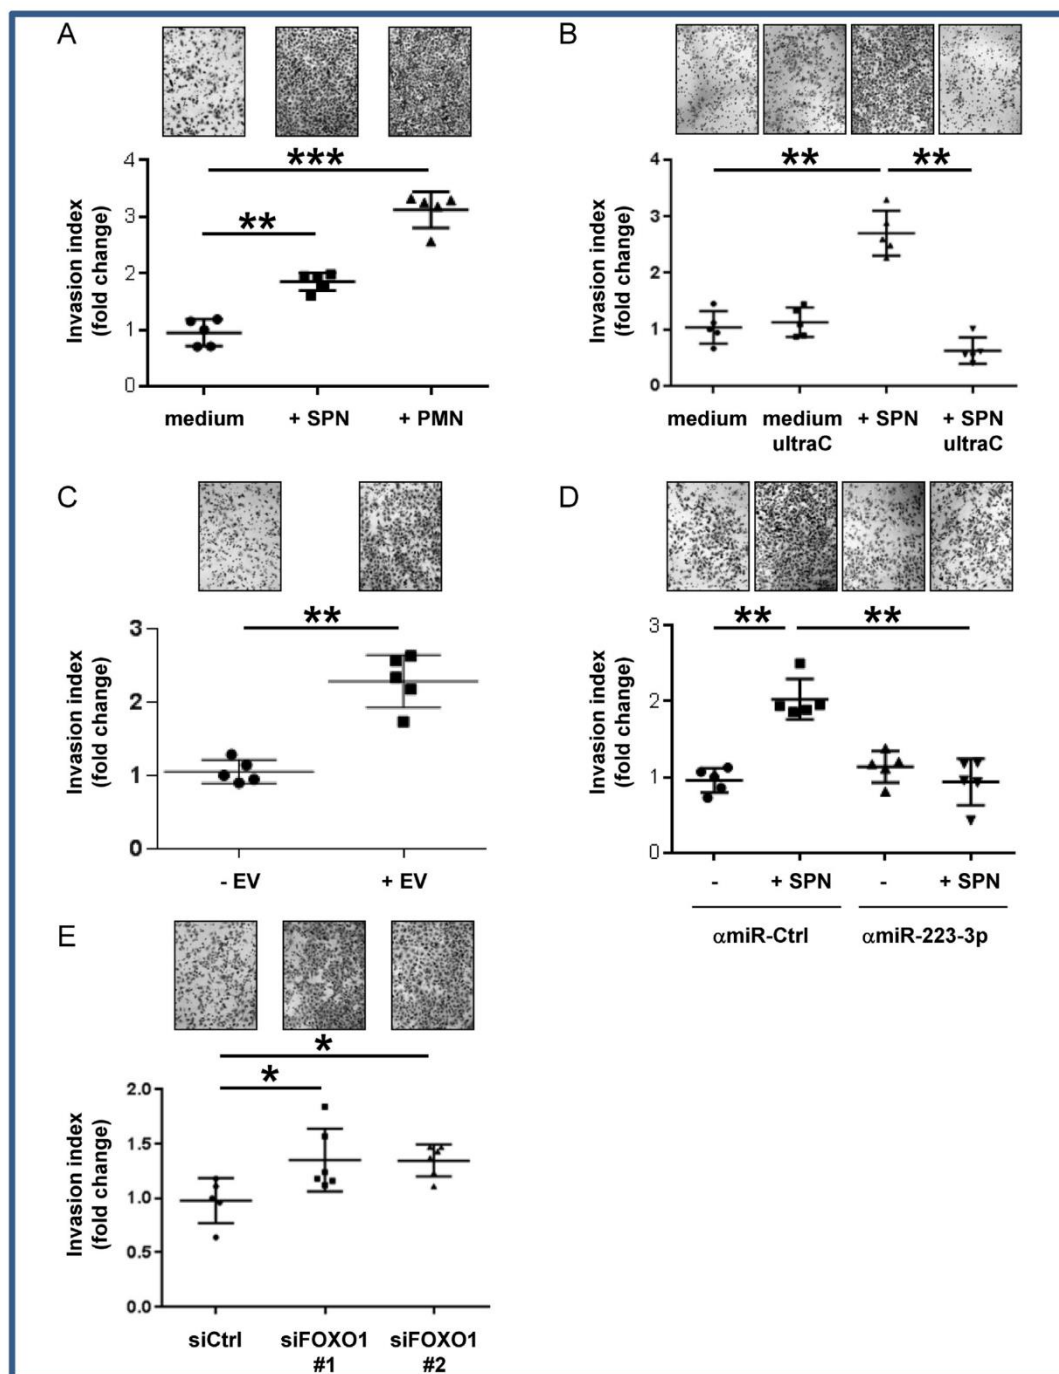 A
***
**
4
3
2
1
0
Invasion index
(fold change)
medium
+ SPN
+ PMN
B
**
**
4
3
2
1
0
Invasion index
(fold change)
medium
medium
ultraC
+ SPN
+ SPN
ultraC
C
**
3
2
1
0
Invasion index
(fold change)
- EV
+ EV
D
**
**
3
2
1
0
Invasion index
(fold change)
-
+ SPN
-
+ SPN
αmiR-Ctrl
αmiR-223-3p
E
*
*
2.0
1.5
1.0
0.5
0.0
Invasion index
(fold change)
siCtrl
siFOXO1
#1
siFOXO1
#2